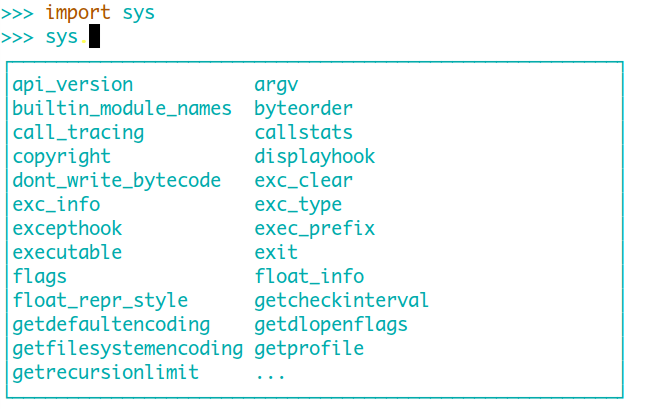 >>> import sys
>>> sys.
api_version argv
builtin_module_names byteorder
call_tracing callstats
copyright displayhook
dont_write_bytecode exc_clear
exc_info exc_type
excepthook exec_prefix
executable exit
flags float_info
float_repr_style getcheckinterval
getdefaultencoding getdlopenflags
getfilesystemencoding getprofile
getrecursionlimit ...